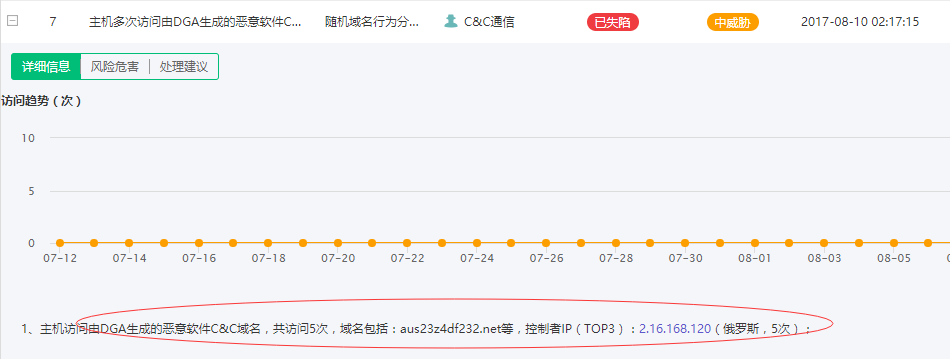 7 主机多次访问由DGA生成的恶意软件C... 随机域名行为分... C&C通信 已失陷 中威胁 2017-08-10 02:17:15
详细信息 风险危害 处理建议
访问趋势（次）
10
5
0
07-12 07-14 07-16 07-18 07-20 07-22 07-24 07-26 07-28 07-30 08-01 08-03 08-05
1、主机访问由DGA生成的恶意软件C&C域名，共访问5次，域名包括：aus23z4df232.net等，控制者IP（TOP3）：2.16.168.120（俄罗斯，5次）；